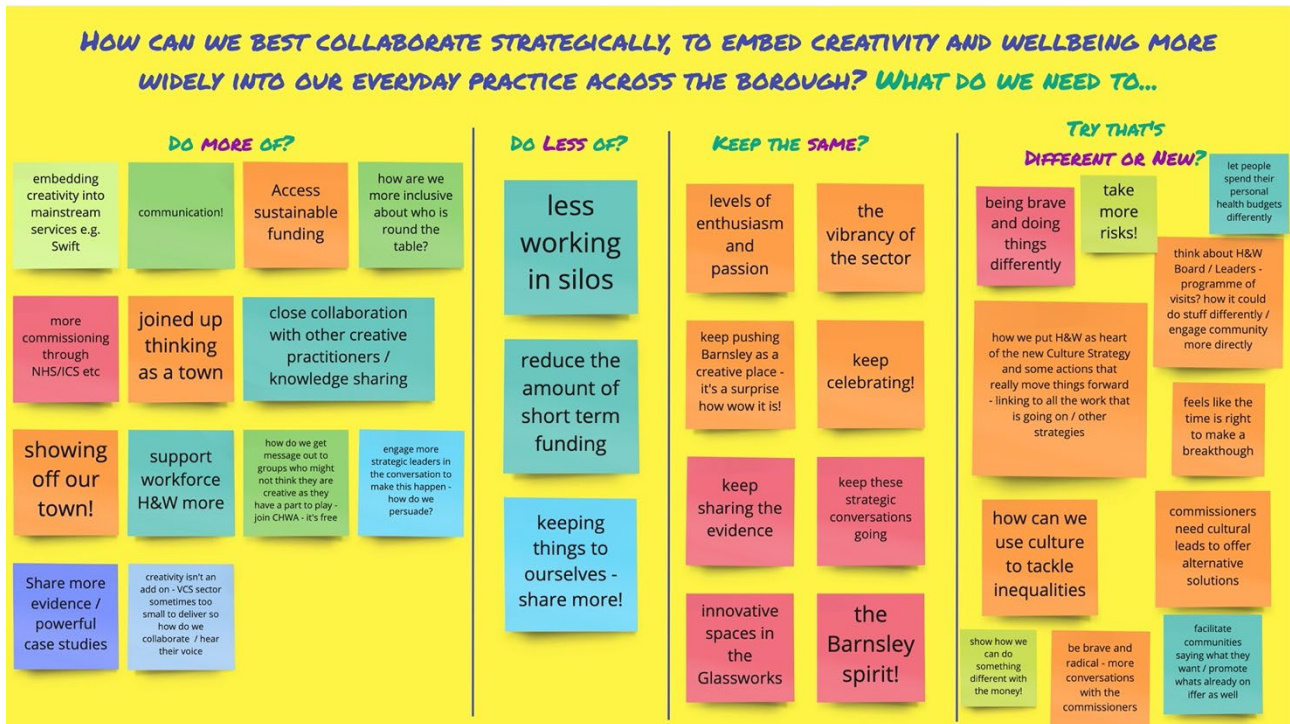 HOW CAN WE BEST COLLABORATE STRATEGICALLY, TO EMBED CREATIVITY AND WELLBEING MORE
WIDELY INTO OUR EVERYDAY PRACTICE ACROSS THE BOROUGH? WHAT DO WE NEED TO...
DO MORE OF?
embedding
creativity into
mainstream
services e.g.
Swift
communication!
Access
sustainable
funding
how are we
more inclusive
about who is
round the
table?
more
commissioning
through
NHS/ICS etc
joined up
thinking
as a town
close collaboration
with other creative
practitioners /
knowledge sharing
showing
off our
town!
support
workforce
H&W more
how do we get
message out to
groups who might
not think they are
creative as they
have a part to play -
join CHWA - it's free
engage more
strategic leaders in
the conversation to
make this happen -
how do we
persuade?
Share more
evidence /
powerful
case studies
creativity isn't an
add on - VCS sector
sometimes too
small to deliver so
how do we
collaborate / hear
their voice
DO LESS OF?
less
working
in silos
reduce the
amount of
short term
funding
keeping
things to
ourselves -
share more!
KEEP THE SAME?
levels of
enthusiasm
and
passion
the
vibrancy of
the sector
keep pushing
Barnsley as a
creative place -
it's a surprise
how wow it is!
keep
celebrating!
keep
sharing the
evidence
keep these
strategic
conversations
going
innovative
spaces in
the
Glassworks
the
Barnsley
spirit!
TRY THAT'S
DIFFERENT OR NEW?
being brave
and doing
things
differently
take
more
risks!
let people
spend their
personal
health budgets
differently
think about H&W
Board / Leaders -
programme of
visits? how it could
do stuff differently /
engage community
more directly
how we put H&W as heart
of the new Culture Strategy
and some actions that
really move things forward
- linking to all the work that
is going on / other
strategies
feels like the
time is right
to make a
breakthough
how can we
use culture
to tackle
inequalities
commissioners
need cultural
leads to offer
alternative
solutions
show how we
can do
something
different with
the money!
be brave and
radical - more
conversations
with the
commissioners
facilitate
communities
saying what they
want / promote
whats already on
iffer as well